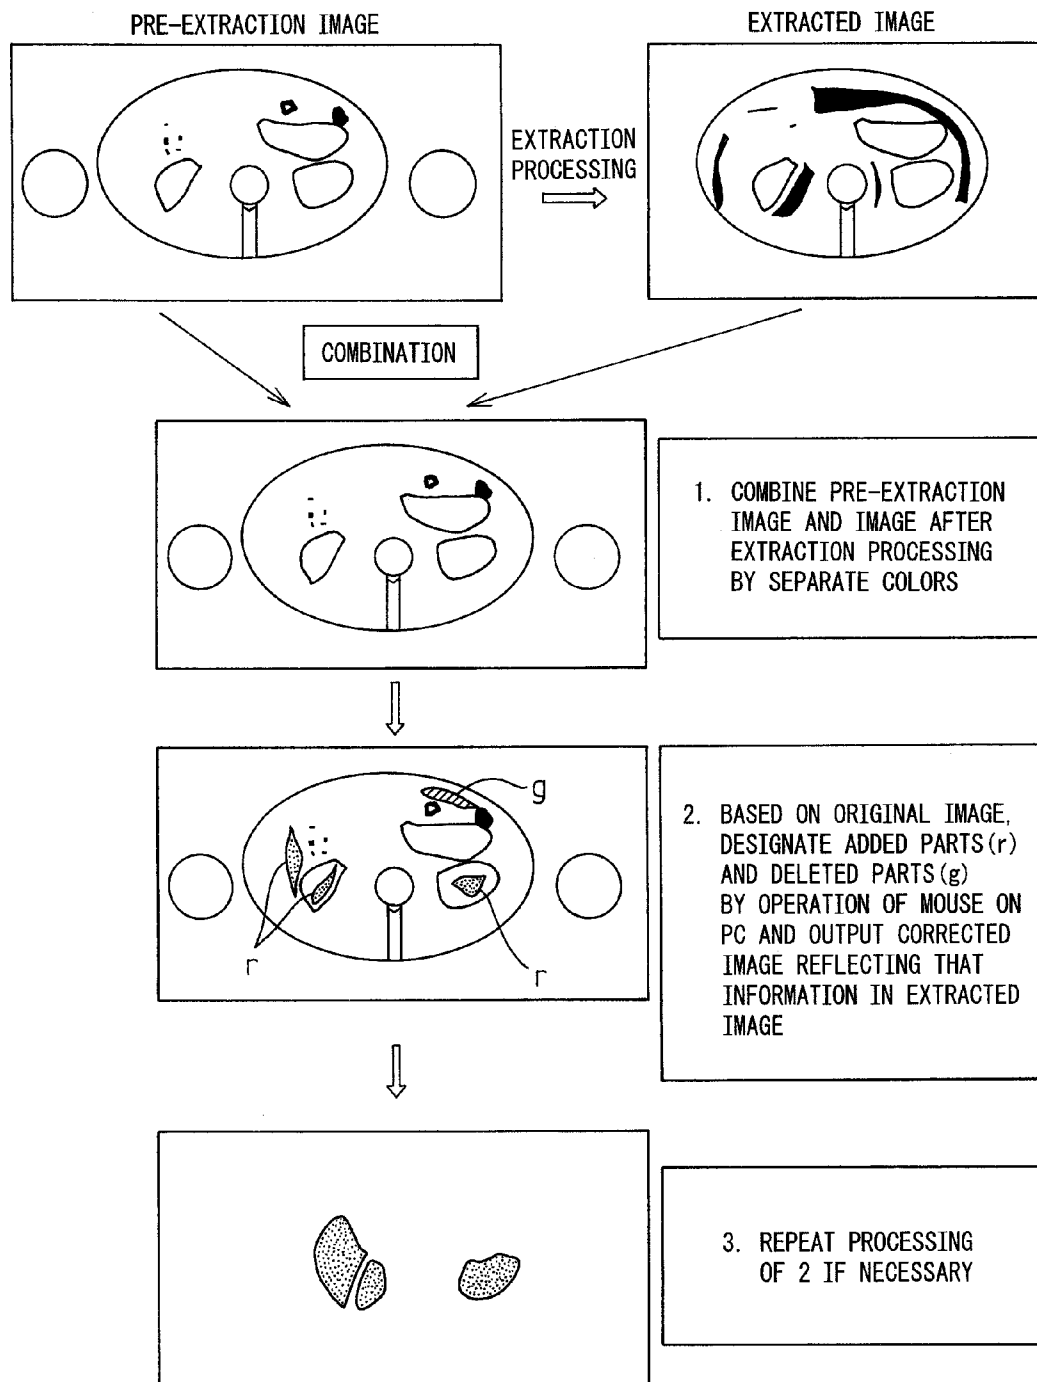 PRE-EXTRACTION IMAGE
EXTRACTED IMAGE
EXTRACTION
PROCESSING
COMBINATION
1. COMBINE PRE-EXTRACTION
IMAGE AND IMAGE AFTER
EXTRACTION PROCESSING
BY SEPARATE COLORS
g
r
r
2. BASED ON ORIGINAL IMAGE,
DESIGNATE ADDED PARTS(r)
AND DELETED PARTS(g)
BY OPERATION OF MOUSE ON
PC AND OUTPUT CORRECTED
IMAGE REFLECTING THAT
INFORMATION IN EXTRACTED
IMAGE
3. REPEAT PROCESSING
OF 2 IF NECESSARY